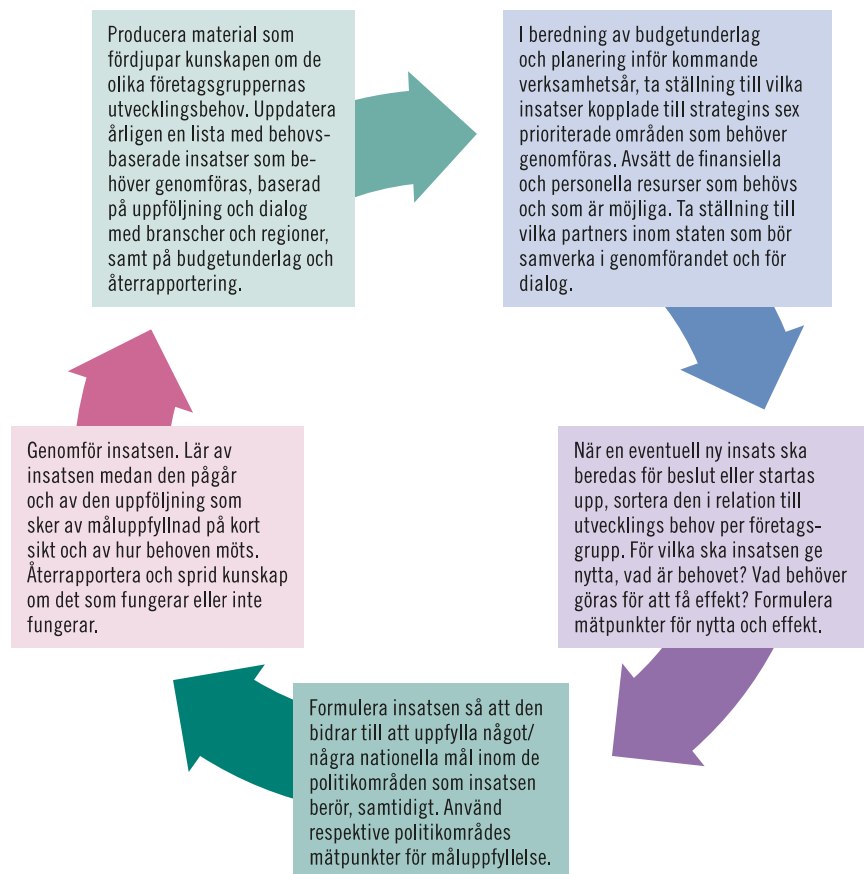 Producera material som
fördjupar kunskapen om de
olika företagsgruppernas
utvecklingsbehov. Uppdatera
årligen en lista med behovs-
baserade insatser som be-
höver genomföras, baserad
på uppföljning och dialog
med branscher och regioner,
samt på budgetunderlag och
återrapportering.
I beredning av budgetunderlag
och planering inför kommande
verksamhetsår, ta ställning till vilka
insatser kopplade till strategins sex
prioriterade områden som behöver
genomföras. Avsätt de finansiella
och personella resurser som behövs
och som är möjliga. Ta ställning till
vilka partners inom staten som bör
samverka i genomförandet och för
dialog.
När en eventuell ny insats ska
beredas för beslut eller startas
upp, sortera den i relation till
utvecklings behov per företags-
grupp. För vilka ska insatsen ge
nytta, vad är behovet? Vad behöver
göras för att få effekt? Formulera
mätpunkter för nytta och effekt.
Formulera insatsen så att den
bidrar till att uppfylla något/
några nationella mål inom de
politikområden som insatsen
berör, samtidigt. Använd
respektive politikområdes
mätpunkter för måluppfyllelse.
Genomför insatsen. Lär av
insatsen medan den pågår
och av den uppföljning som
sker av måluppfyllnad på kort
sikt och av hur behoven möts.
Återrapportera och sprid kunskap
om det som fungerar eller inte
fungerar.